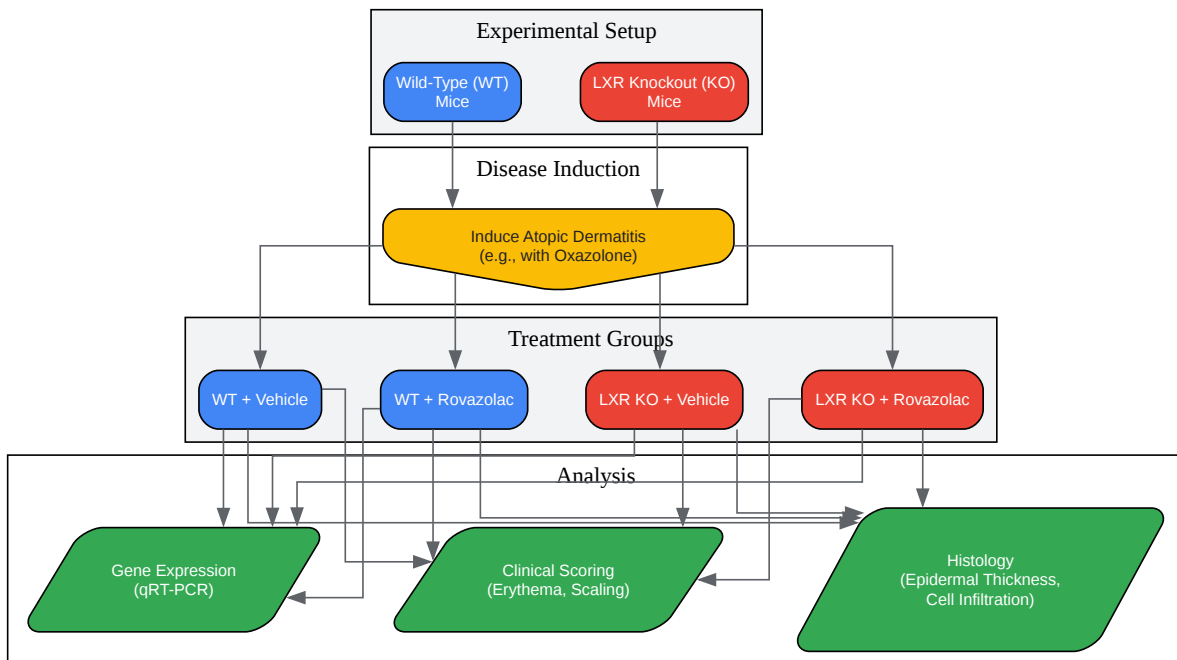 Experimental Setup
Wild-Type (WT)
Mice
LXR Knockout (KO)
Mice
Disease Induction
Induce Atopic Dermatitis
(e.g., with Oxazolone)
Treatment Groups
WT + Vehicle
WT + Rovazolac
LXR KO + Vehicle
LXR KO + Rovazolac
Analysis
Gene Expression
(qRT-PCR)
Clinical Scoring
(Erythema, Scaling)
Histology
(Epidermal Thickness,
Cell Infiltration)